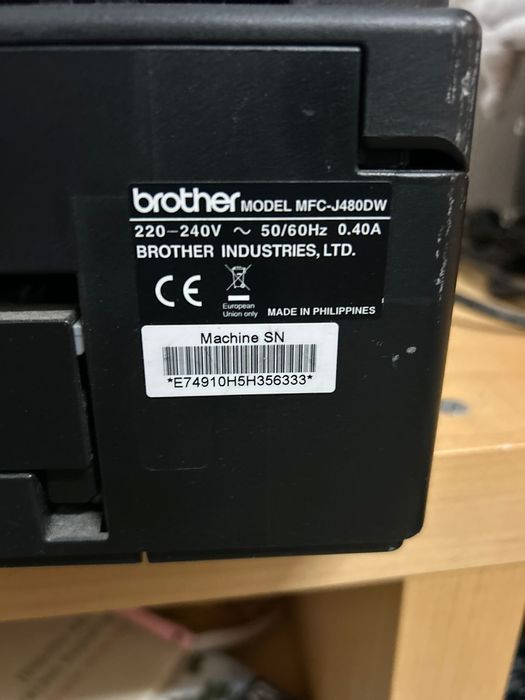 brother MODEL MFC-J480DW
220-240V ~ 50/60Hz 0.40A
BROTHER INDUSTRIES, LTD.
CE
European
Union only
MADE IN PHILIPPINES
Machine SN
*E74910H5H356333*